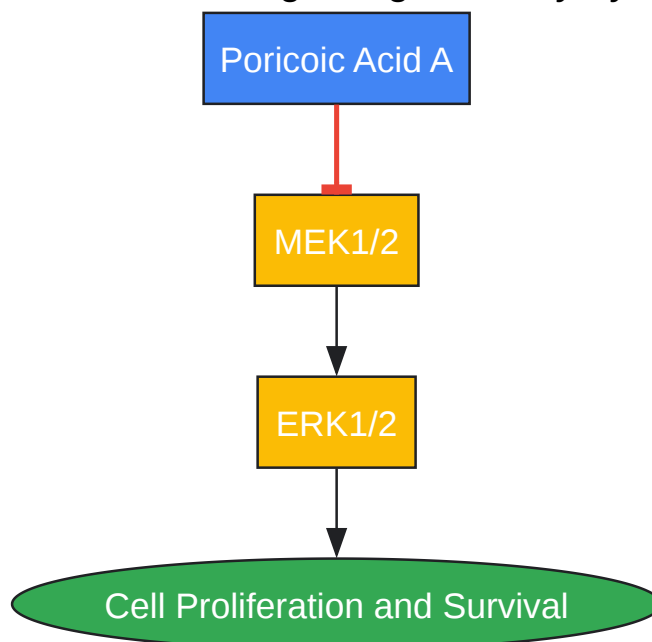 Poricoic Acid A
MEK1/2
ERK1/2
Cell Proliferation and Survival